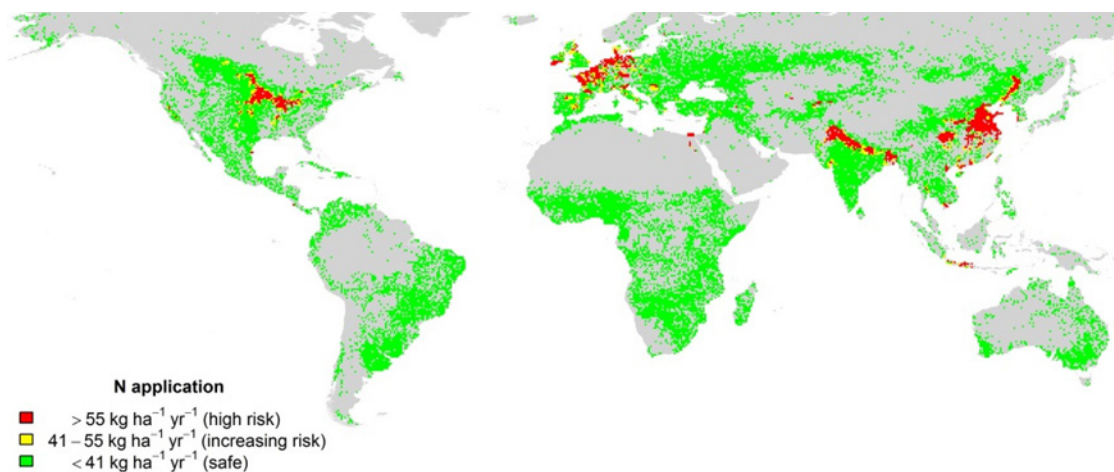 N application
> 55 kg ha⁻¹ yr⁻¹ (high risk)
41 – 55 kg ha⁻¹ yr⁻¹ (increasing risk)
< 41 kg ha⁻¹ yr⁻¹ (safe)